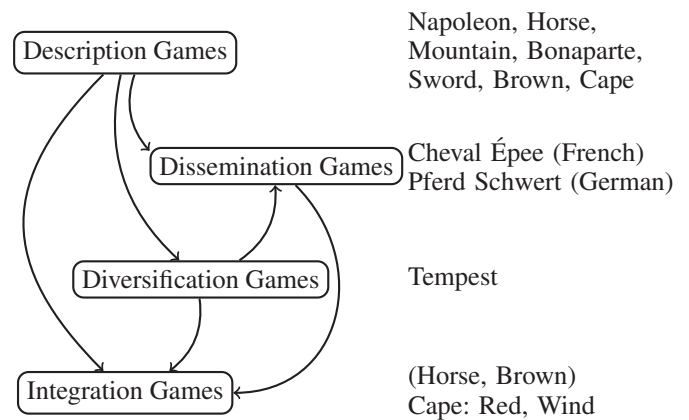 Description Games
Napoleon, Horse,
Mountain, Bonaparte,
Sword, Brown, Cape
Dissemination Games
Cheval Épee (French)
Pferd Schwert (German)
Diversification Games
Tempest
Integration Games
(Horse, Brown)
Cape: Red, Wind